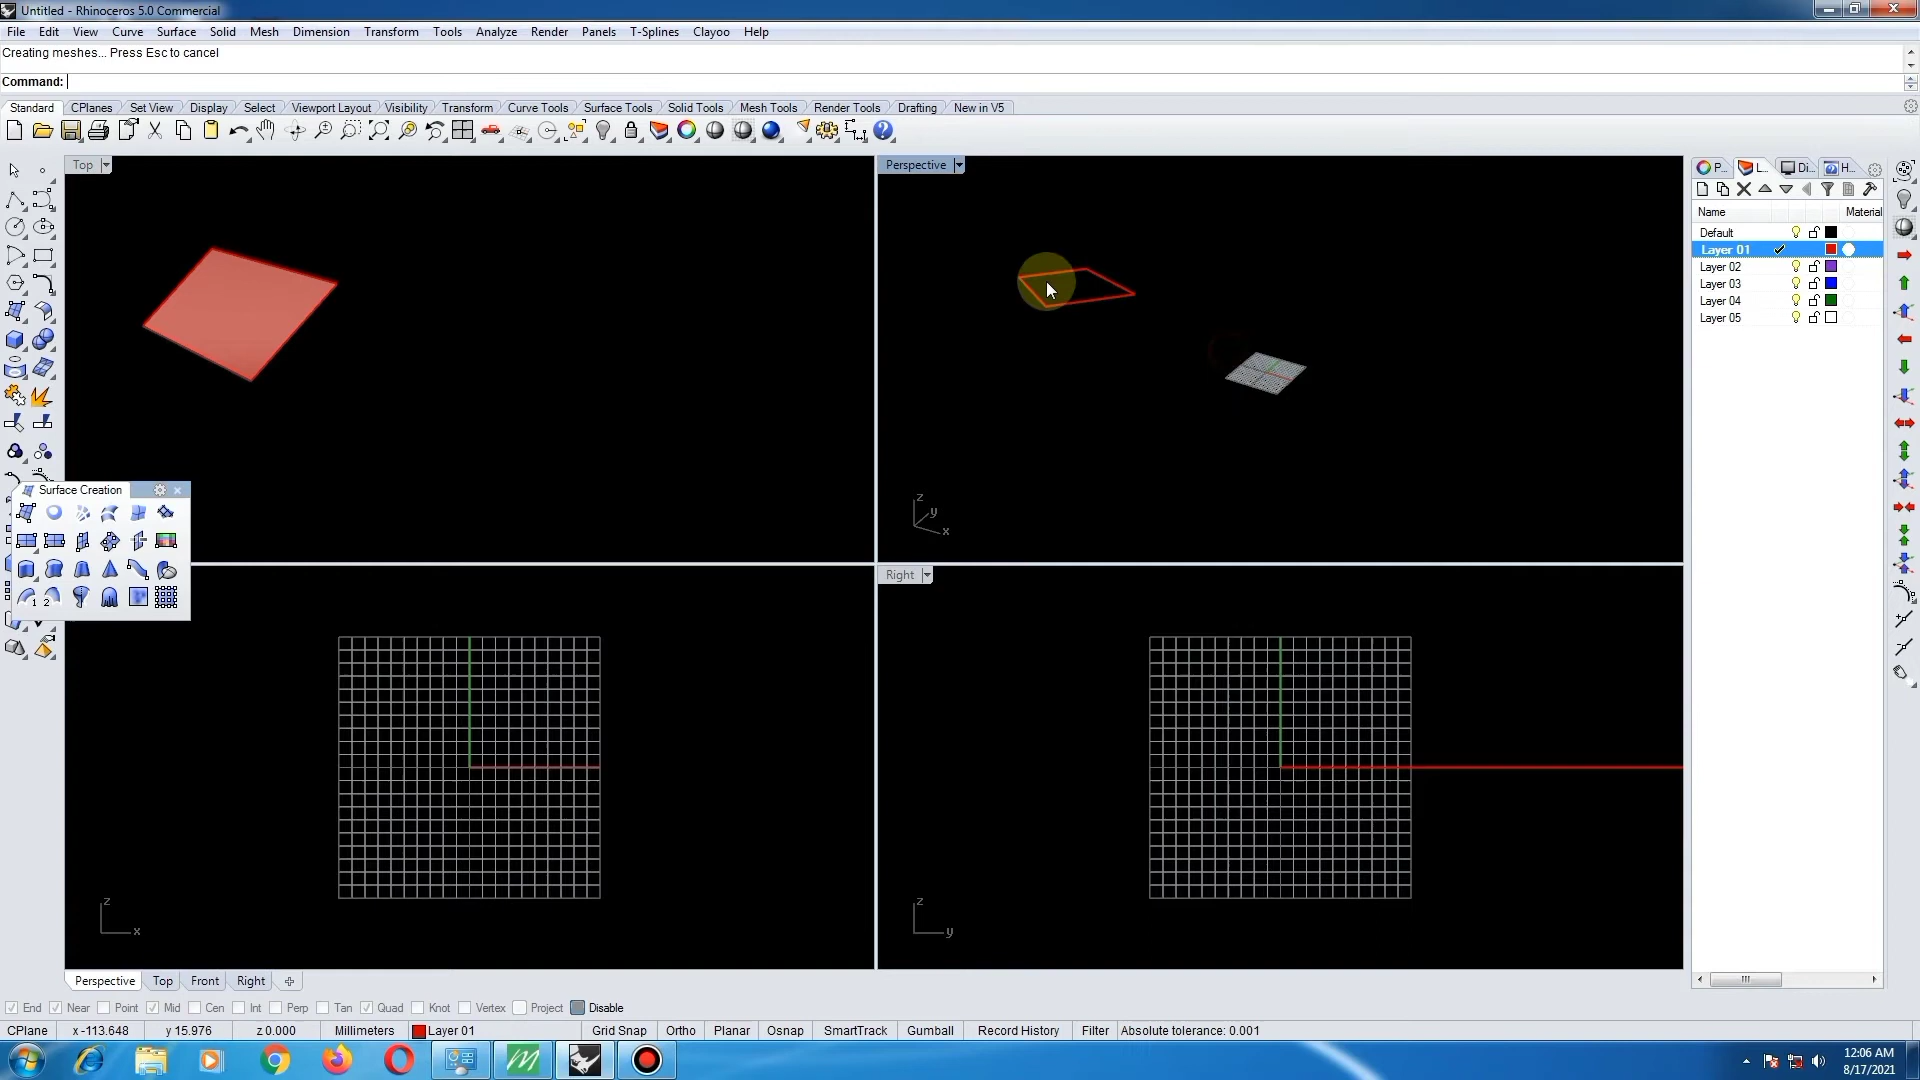 Untitled - Rhinoceros 5.0 Commercial
File Edit View Curve Surface Solid Mesh Dimension Transform Tools Analyze Render Panels T-Splines Clayoo Help
Creating meshes... Press Esc to cancel
Command:
Standard CPlanes Set View Display Select Viewport Layout Visibility Transform Curve Tools Surface Tools Solid Tools Mesh Tools Render Tools Drafting New in V5
Top
Perspective
P... L... Di... H...
Name Material
Default
Layer 01
Layer 02
Layer 03
Layer 04
Layer 05
Surface Creation
1 2
z
y
x
Right
z
x
z
y
Perspective Top Front Right
End Near Point Mid Cen Int Perp Tan Quad Knot Vertex Project Disable
CPlane x -113.648 y 15.976 z 0.000 Millimeters Layer 01 Grid Snap Ortho Planar Osnap SmartTrack Gumball Record History Filter Absolute tolerance: 0.001
12:06 AM
8/17/2021